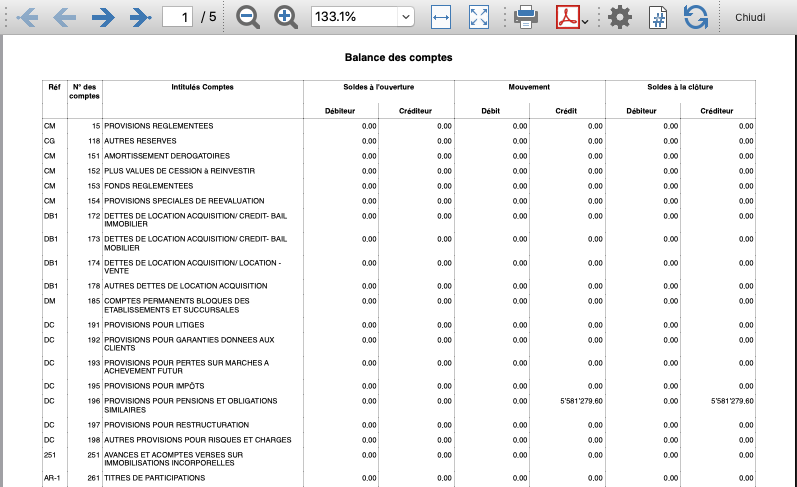 1 / 5 133.1% Chiudi
Balance des comptes
Réf N° des comptes Intitulés Comptes Soldes à l'ouverture Mouvement Soldes à la clôture
Débiteur Créditeur Débit Crédit Débiteur Créditeur
CM 15 PROVISIONS REGLEMENTEES 0.00 0.00 0.00 0.00 0.00 0.00
CG 118 AUTRES RESERVES 0.00 0.00 0.00 0.00 0.00 0.00
CM 151 AMORTISSEMENT DEROGATOIRES 0.00 0.00 0.00 0.00 0.00 0.00
CM 152 PLUS VALUES DE CESSION à REINVESTIR 0.00 0.00 0.00 0.00 0.00 0.00
CM 153 FONDS REGLEMENTEES 0.00 0.00 0.00 0.00 0.00 0.00
CM 154 PROVISIONS SPECIALES DE REEVALUATION 0.00 0.00 0.00 0.00 0.00 0.00
DB1 172 DETTES DE LOCATION ACQUISITION/ CREDIT- BAIL 0.00 0.00 0.00 0.00 0.00 0.00
IMMOBILIER
DB1 173 DETTES DE LOCATION ACQUISITION/ CREDIT- BAIL 0.00 0.00 0.00 0.00 0.00 0.00
MOBILIER
DB1 174 DETTES DE LOCATION ACQUISITION/ LOCATION - 0.00 0.00 0.00 0.00 0.00 0.00
VENTE
DB1 178 AUTRES DETTES DE LOCATION ACQUISITION 0.00 0.00 0.00 0.00 0.00 0.00
DM 185 COMPTES PERMANENTS BLOQUES DES 0.00 0.00 0.00 0.00 0.00 0.00
ETABLISSEMENTS ET SUCCURSALES
DC 191 PROVISIONS POUR LITIGES 0.00 0.00 0.00 0.00 0.00 0.00
DC 192 PROVISIONS POUR GARANTIES DONNEES AUX 0.00 0.00 0.00 0.00 0.00 0.00
CLIENTS
DC 193 PROVISIONS POUR PERTES SUR MARCHES A 0.00 0.00 0.00 0.00 0.00 0.00
ACHEVEMENT FUTUR
DC 195 PROVISIONS POUR IMPÔTS 0.00 0.00 0.00 0.00 0.00 0.00
DC 196 PROVISIONS POUR PENSIONS ET OBLIGATIONS 0.00 0.00 0.00 5'581'279.60 0.00 5'581'279.60
SIMILAIRES
DC 197 PROVISIONS POUR RESTRUCTURATION 0.00 0.00 0.00 0.00 0.00 0.00
DC 198 AUTRES PROVISIONS POUR RISQUES ET CHARGES 0.00 0.00 0.00 0.00 0.00 0.00
251 251 AVANCES ET ACOMPTES VERSES SUR 0.00 0.00 0.00 0.00 0.00 0.00
IMMOBILISATIONS INCORPORELLES
AR-1 261 TITRES DE PARTICIPATIONS 0.00 0.00 0.00 0.00 0.00 0.00